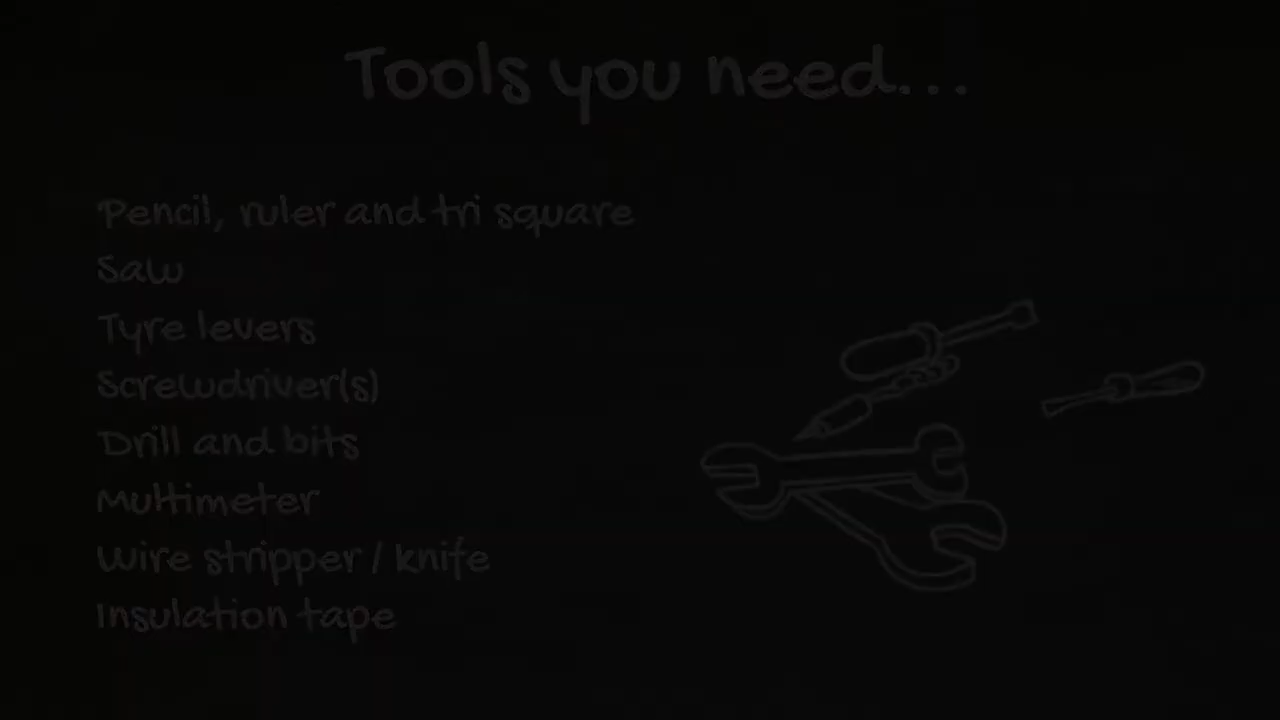 Tools you need...
Pencil, ruler and tri square
Saw
Tyre levers
Screwdriver(s)
Drill and bits
Multimeter
Wire stripper / knife
Insulation tape